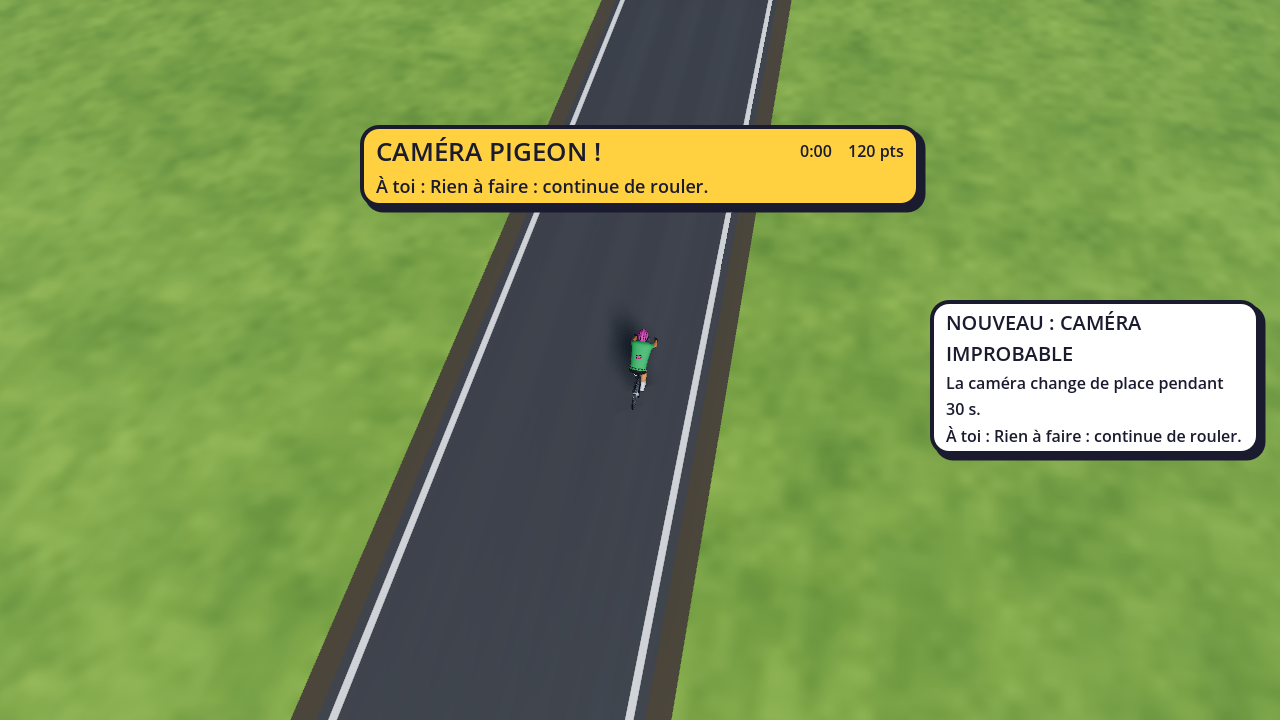 CAMÉRA PIGEON ! 0:00 120 pts
À toi : Rien à faire : continue de rouler.
NOUVEAU : CAMÉRA
IMPROBABLE
La caméra change de place pendant
30 s.
À toi : Rien à faire : continue de rouler.